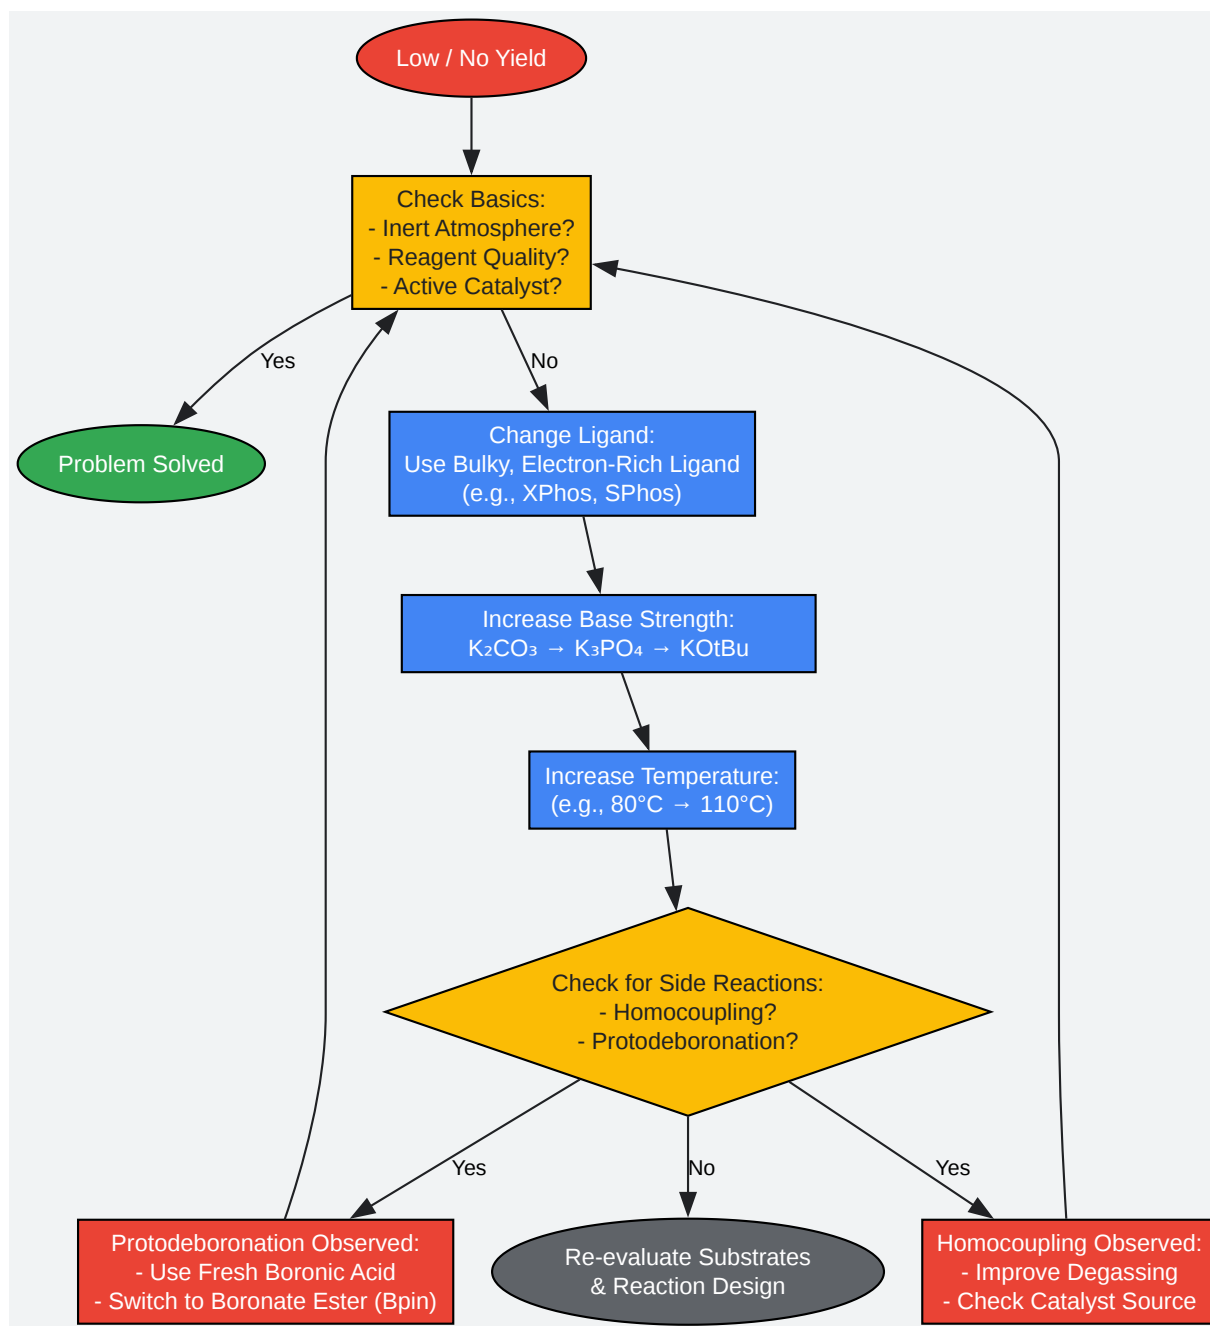 Low / No Yield
Check Basics:
- Inert Atmosphere?
- Reagent Quality?
- Active Catalyst?
Yes
No
Problem Solved
Change Ligand:
Use Bulky, Electron-Rich Ligand
(e.g., XPhos, SPhos)
Increase Base Strength:
K₂CO₃ → K₃PO₄ → KOtBu
Increase Temperature:
(e.g., 80°C → 110°C)
Check for Side Reactions:
- Homocoupling?
- Protodeboronation?
Yes
No
Yes
Protodeboronation Observed:
- Use Fresh Boronic Acid
- Switch to Boronate Ester (Bpin)
Re-evaluate Substrates
& Reaction Design
Homocoupling Observed:
- Improve Degassing
- Check Catalyst Source